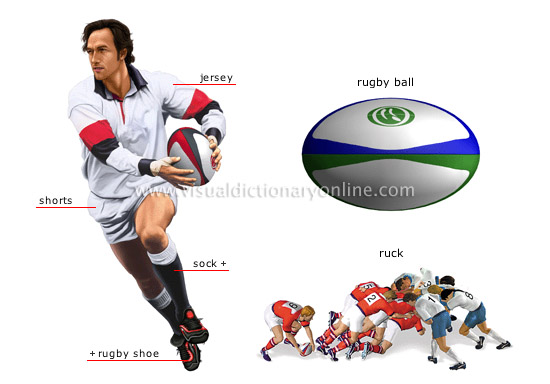 jersey
rugby ball
www.visualdictionaryonline.com
shorts
sock +
ruck
+ rugby shoe